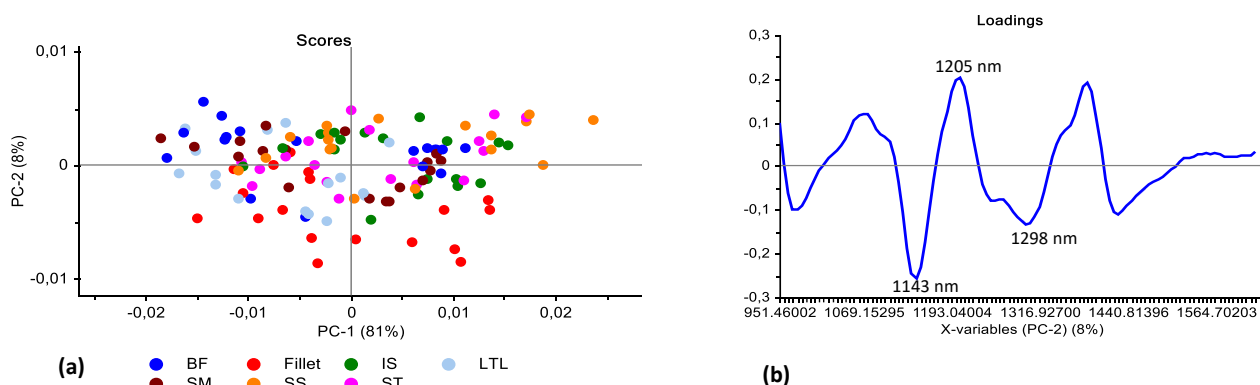 Scores
0,01
0
-0,01
PC-2 (8%)
-0,02
-0,01
0
0,01
0,02
PC-1 (81%)
(a)
BF
Fillet
IS
LTL
SM
SS
ST
Loadings
0,3
0,2
0,1
0
-0,1
-0,2
-0,3
1205 nm
1298 nm
1143 nm
951.46002 1069.15295 1193.04004 1316.92700 1440.81396 1564.70203
X-variables (PC-2) (8%)
(b)